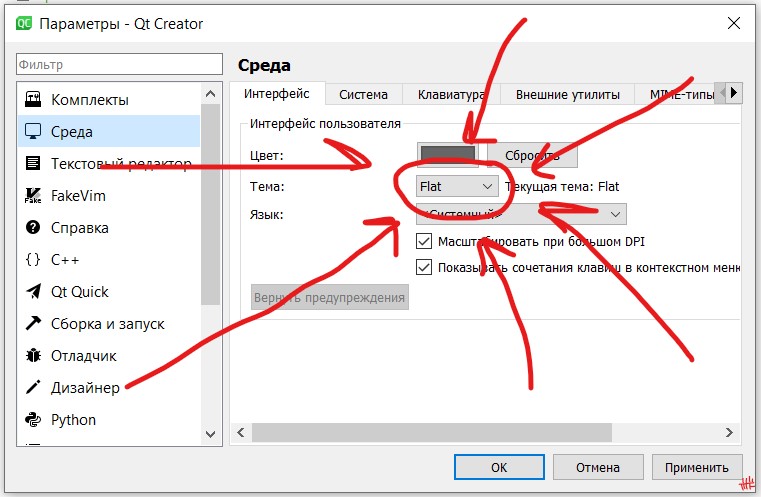 QC Параметры - Qt Creator
Фильтр
Среда
Комплекты
Среда
Текстовый редактор
FakeVim
Справка
C++
Qt Quick
Сборка и запуск
Отладчик
Дизайнер
Python
Интерфейс Система Клавиатура Внешние утилиты MIME-типы
Интерфейс пользователя
Цвет: Сбросить
Тема: Flat Текущая тема: Flat
Язык: <Системный>
Масштабировать при большом DPI
Показывать сочетания клавиш в контекстном меню
Вернуть предупреждения
OK Отмена Применить